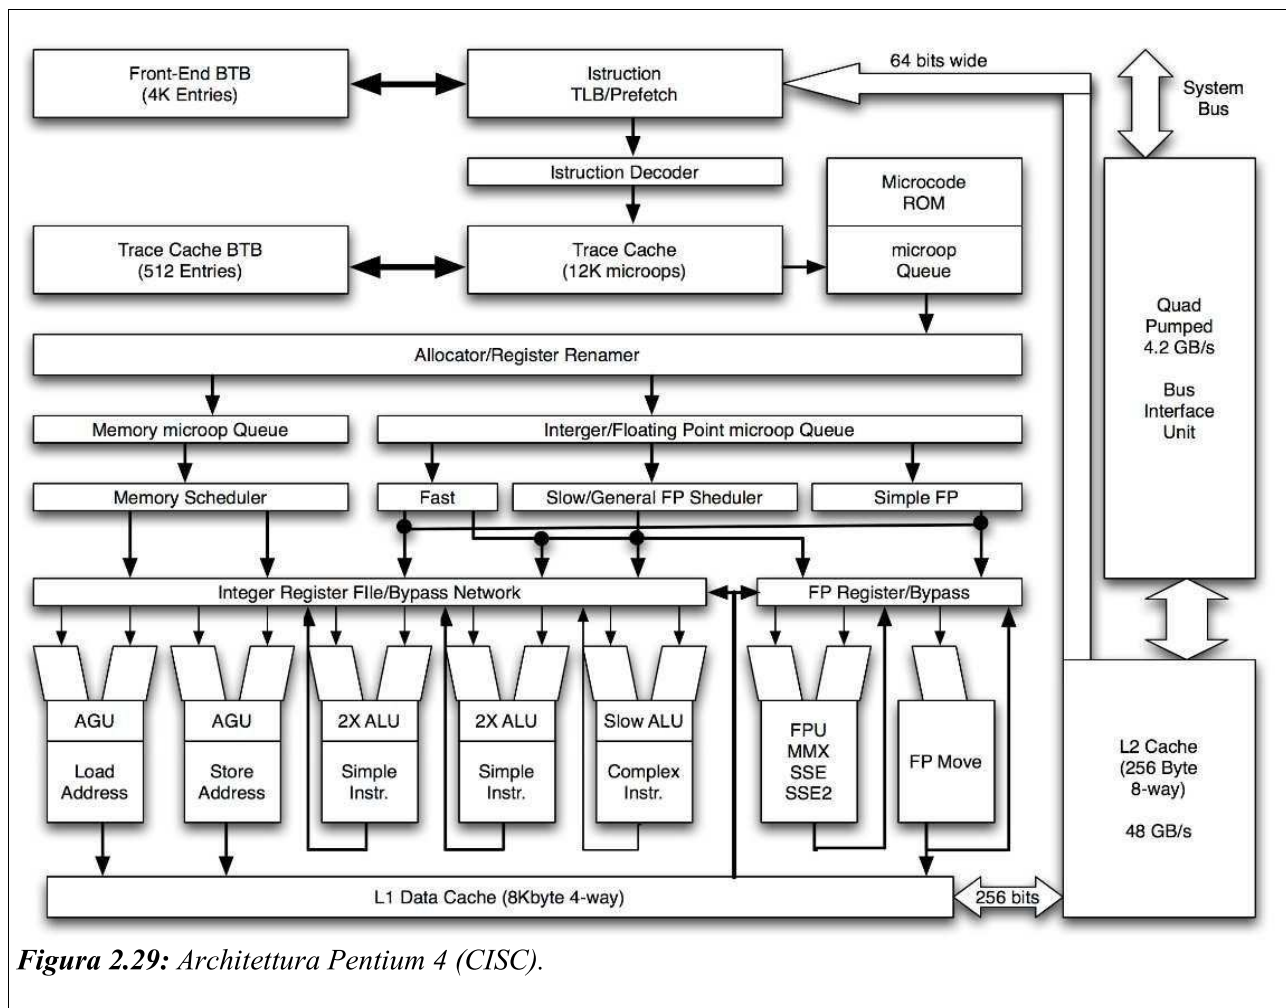 Front-End BTB
(4K Entries)
Istruction
TLB/Prefetch
64 bits wide
System
Bus
Istruction Decoder
Microcode
ROM
Trace Cache BTB
(512 Entries)
Trace Cache
(12K microops)
microop
Queue
Quad
Pumped
4.2 GB/s
Bus
Interface
Unit
Allocator/Register Renamer
Memory microop Queue
Interger/Floating Point microop Queue
Memory Scheduler
Fast
Slow/General FP Sheduler
Simple FP
Integer Register FIle/Bypass Network
FP Register/Bypass
AGU
Load
Address
AGU
Store
Address
2X ALU
Simple
Instr.
2X ALU
Simple
Instr.
Slow ALU
Complex
Instr.
FPU
MMX
SSE
SSE2
FP Move
L2 Cache
(256 Byte
8-way)
48 GB/s
L1 Data Cache (8Kbyte 4-way)
256 bits
Figura 2.29: Architettura Pentium 4 (CISC).